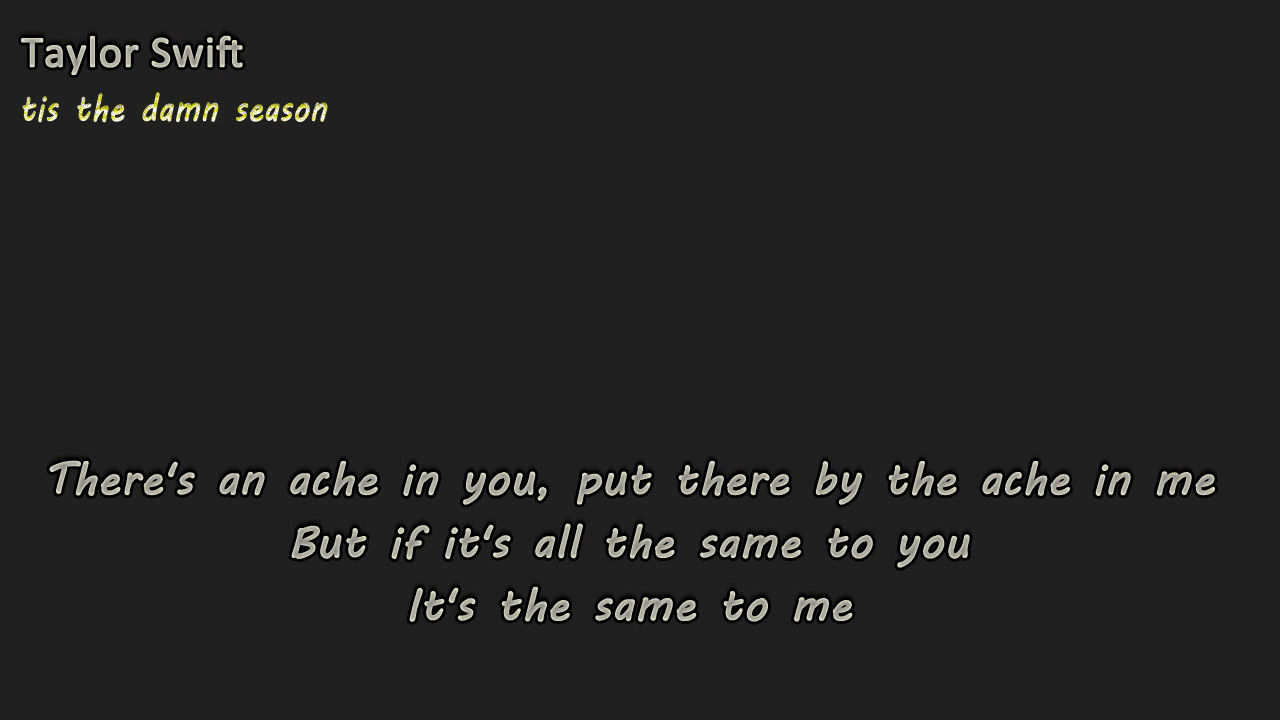 Taylor Swift
tis the damn season
There's an ache in you, put there by the ache in me
But if it's all the same to you
It's the same to me